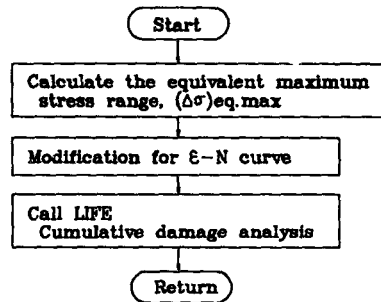 Start
Calculate the equivalent maximum
stress range, (Δσ)eq.max
Modification for ε-N curve
Call LIFE
Cumulative damage analysis
Return